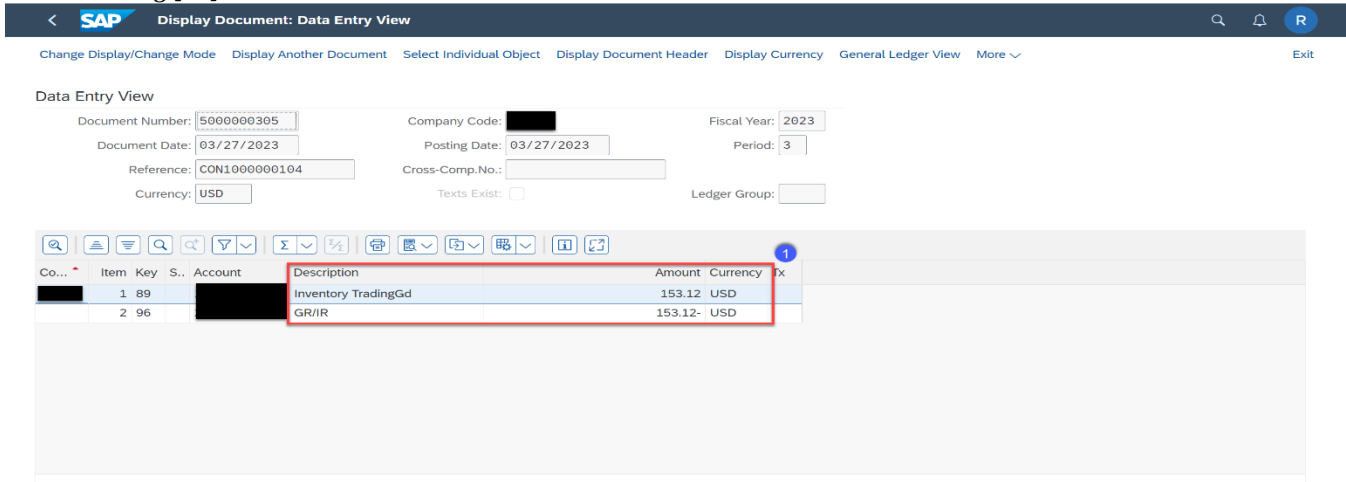 SAP Display Document: Data Entry View R
Change Display/Change Mode Display Another Document Select Individual Object Display Document Header Display Currency General Ledger View More Exit
Data Entry View
Document Number: 5000000305 Company Code: Fiscal Year: 2023
Document Date: 03/27/2023 Posting Date: 03/27/2023 Period: 3
Reference: CON1000000104 Cross-Comp.No.:
Currency: USD Texts Exist: Ledger Group:
1
Co... Item Key S.. Account Description Amount Currency Tx
1 89 Inventory TradingGd 153.12 USD
2 96 GR/IR 153.12- USD